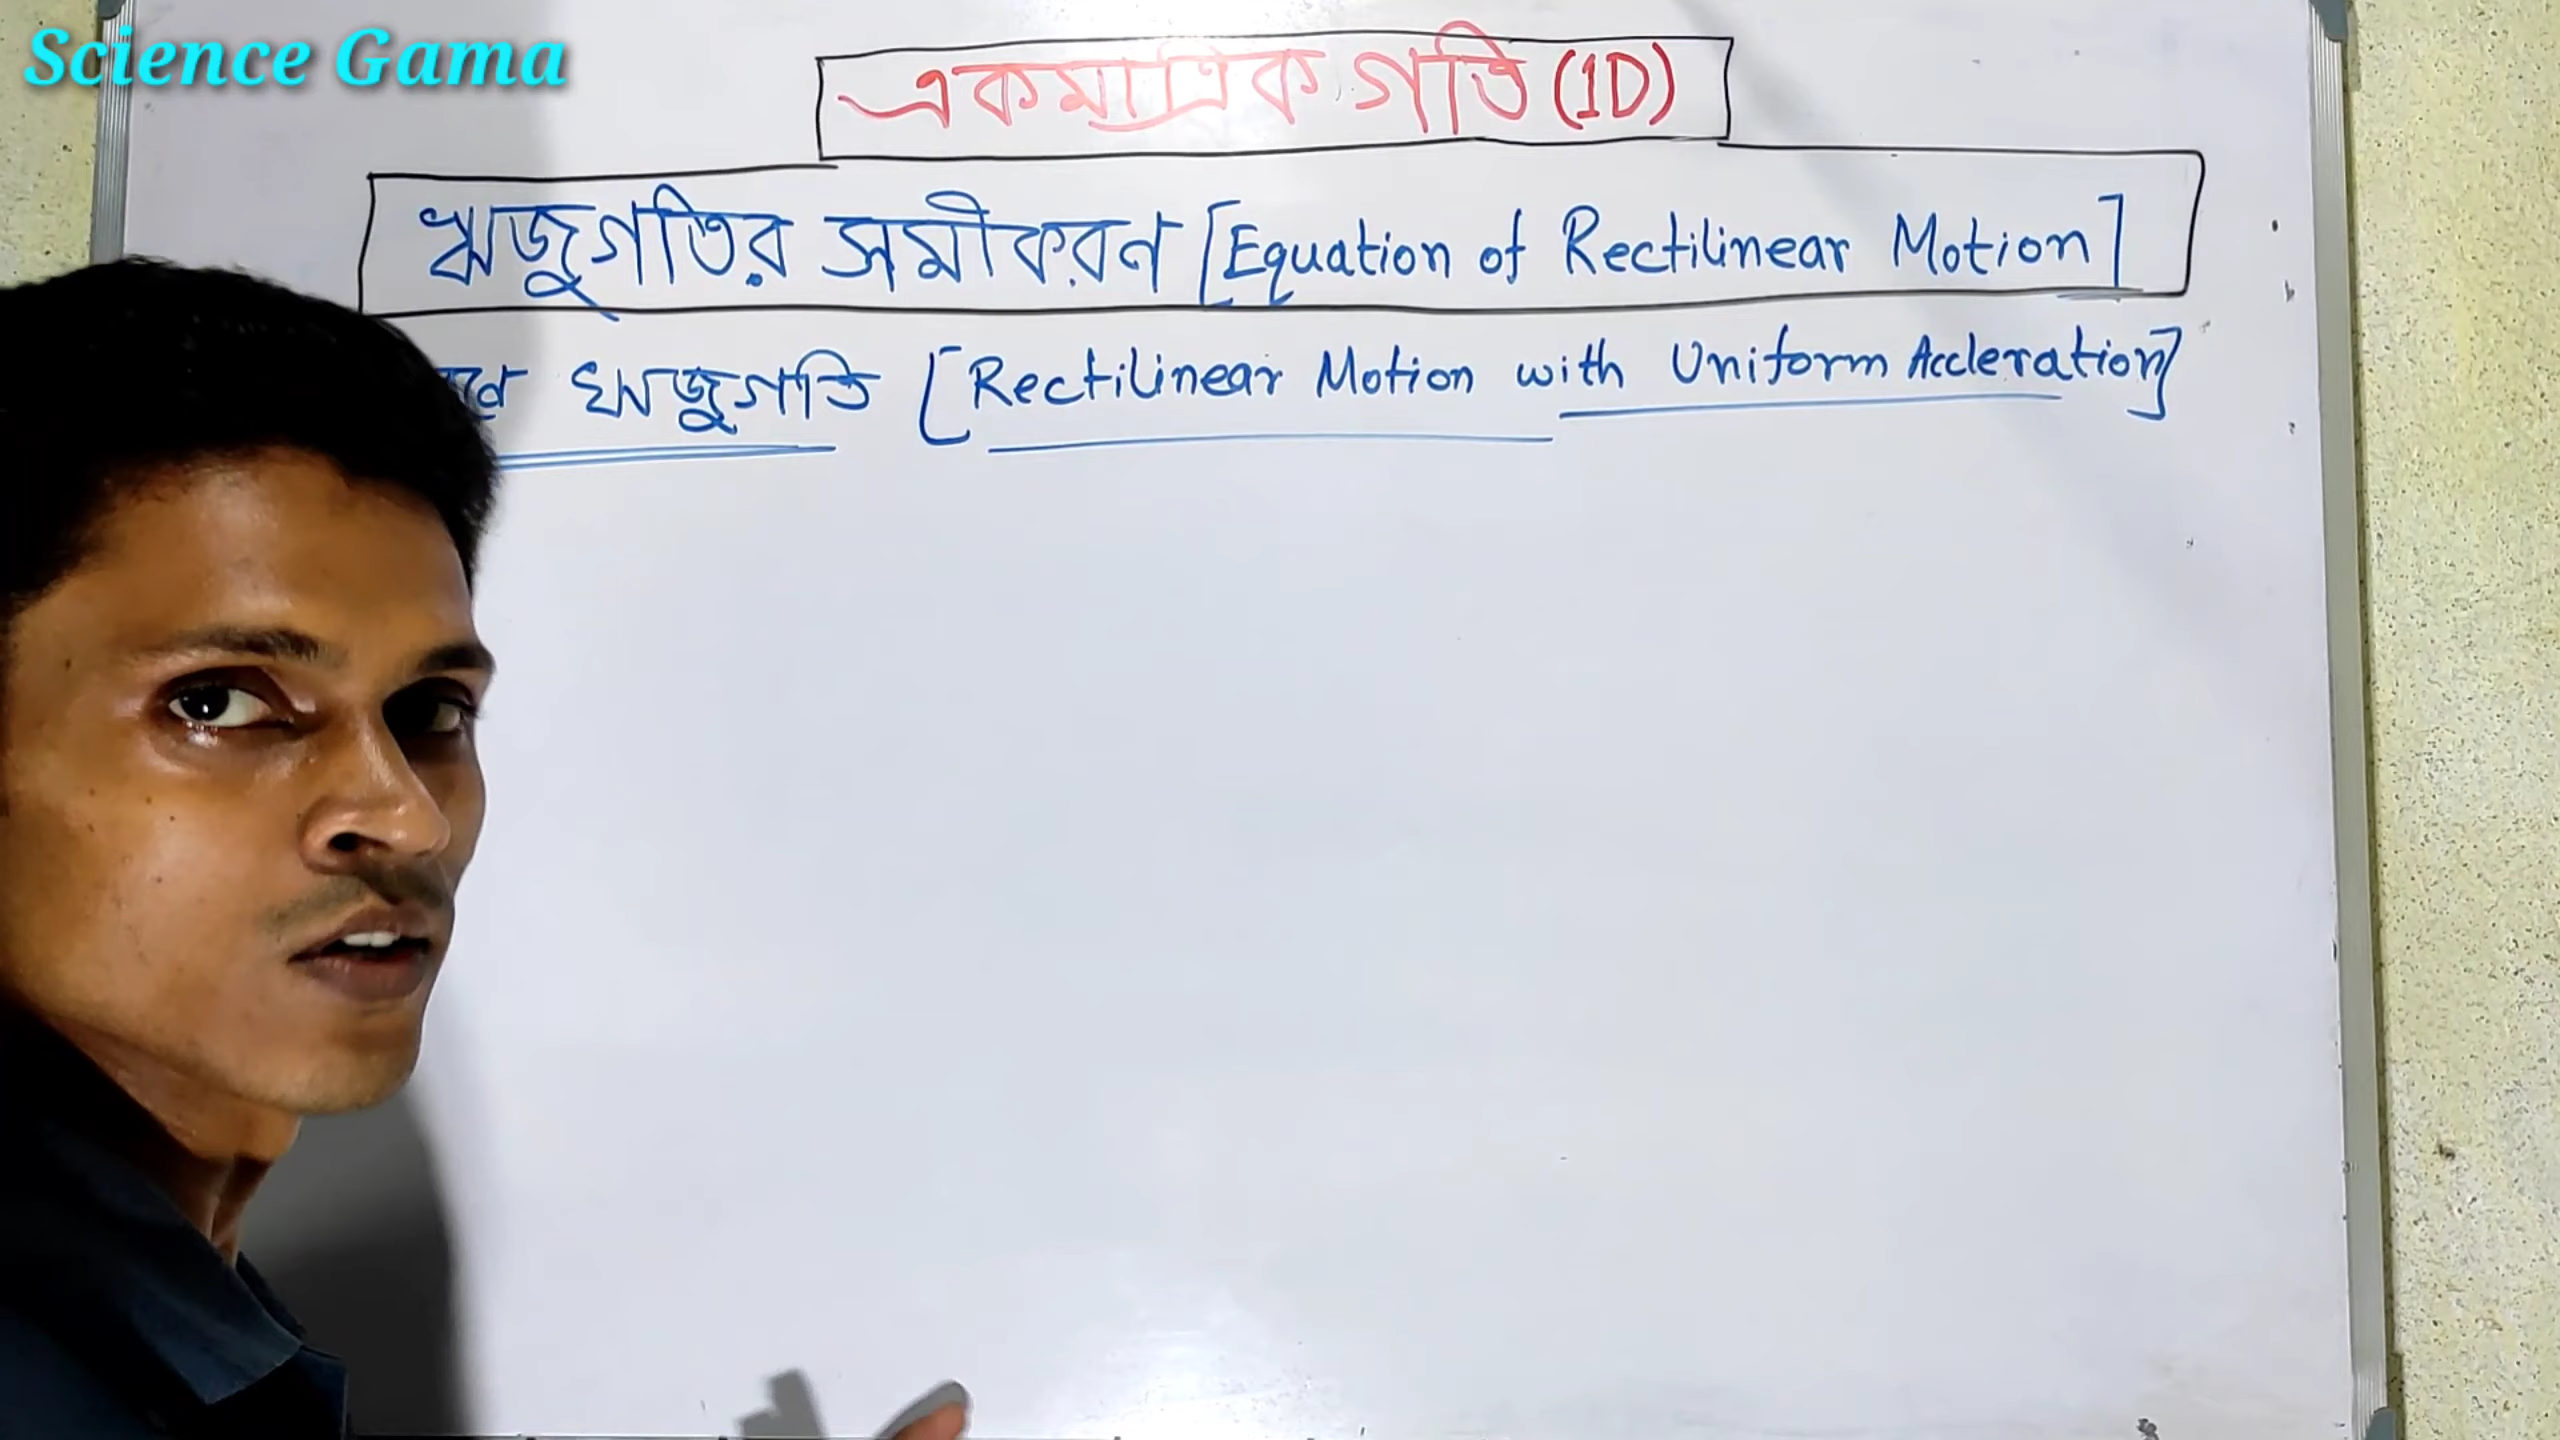 Science Gama
একমাত্রিক গতি (1D)
ঋজুগতির সমীকরণ [Equation of Rectilinear Motion]
ঋজুগতি [Rectilinear Motion with Uniform Accleration]